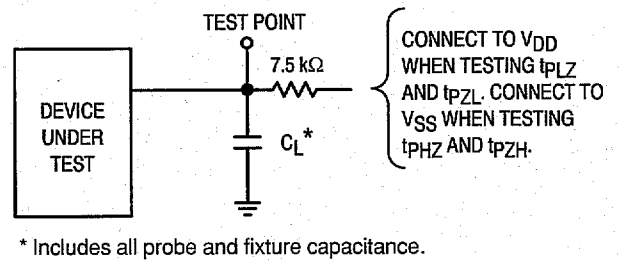 TEST POINT
7.5 kΩ
DEVICE
UNDER
TEST
CL*
CONNECT TO VDD
WHEN TESTING tPLZ
AND tPZL. CONNECT TO
VSS WHEN TESTING
tPHZ AND tPZH.
* Includes all probe and fixture capacitance.